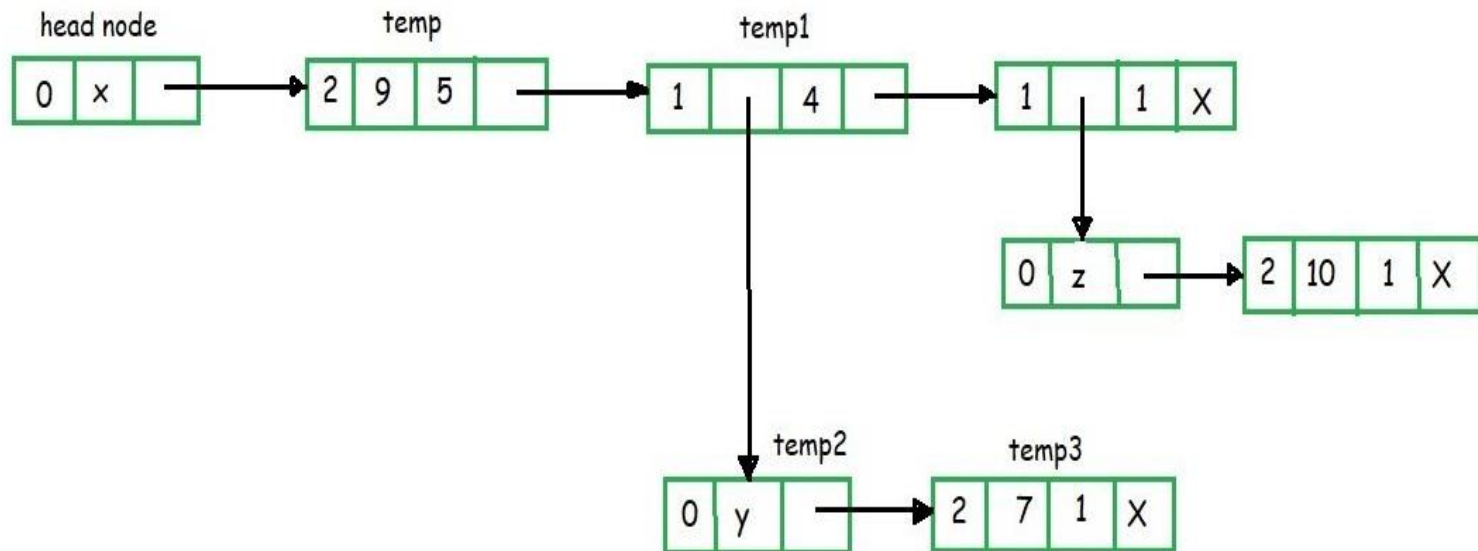 head node temp temp1
0 x 2 9 5 1 4 1 1 X
0 z 2 10 1 X
temp2 temp3
0 y 2 7 1 X